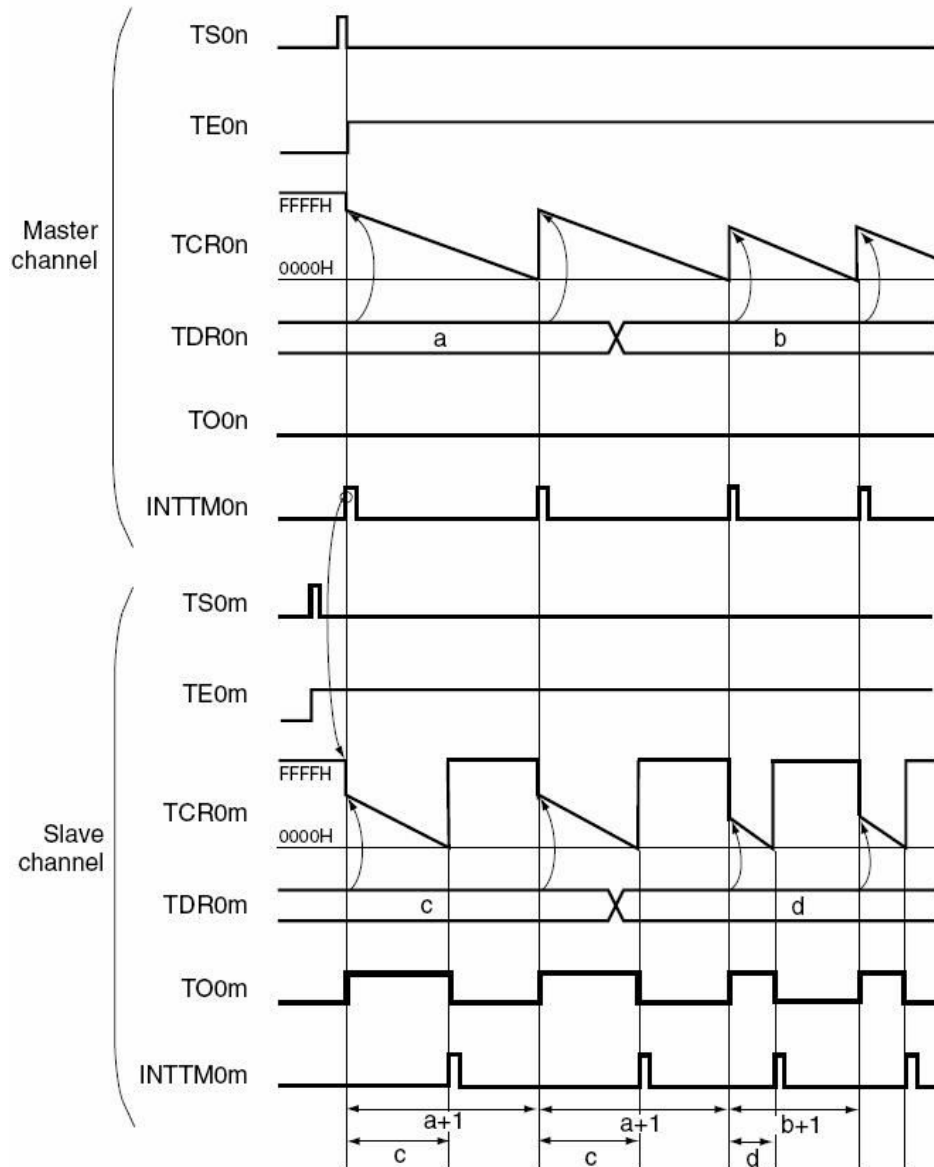 TS0n
TE0n
Master
channel
FFFFH
TCR0n
0000H
TDR0n
a
b
TO0n
INTTM0n
TS0m
TE0m
Slave
channel
FFFFH
TCR0m
0000H
TDR0m
c
d
TO0m
INTTM0m
a+1
a+1
b+1
c
c
d